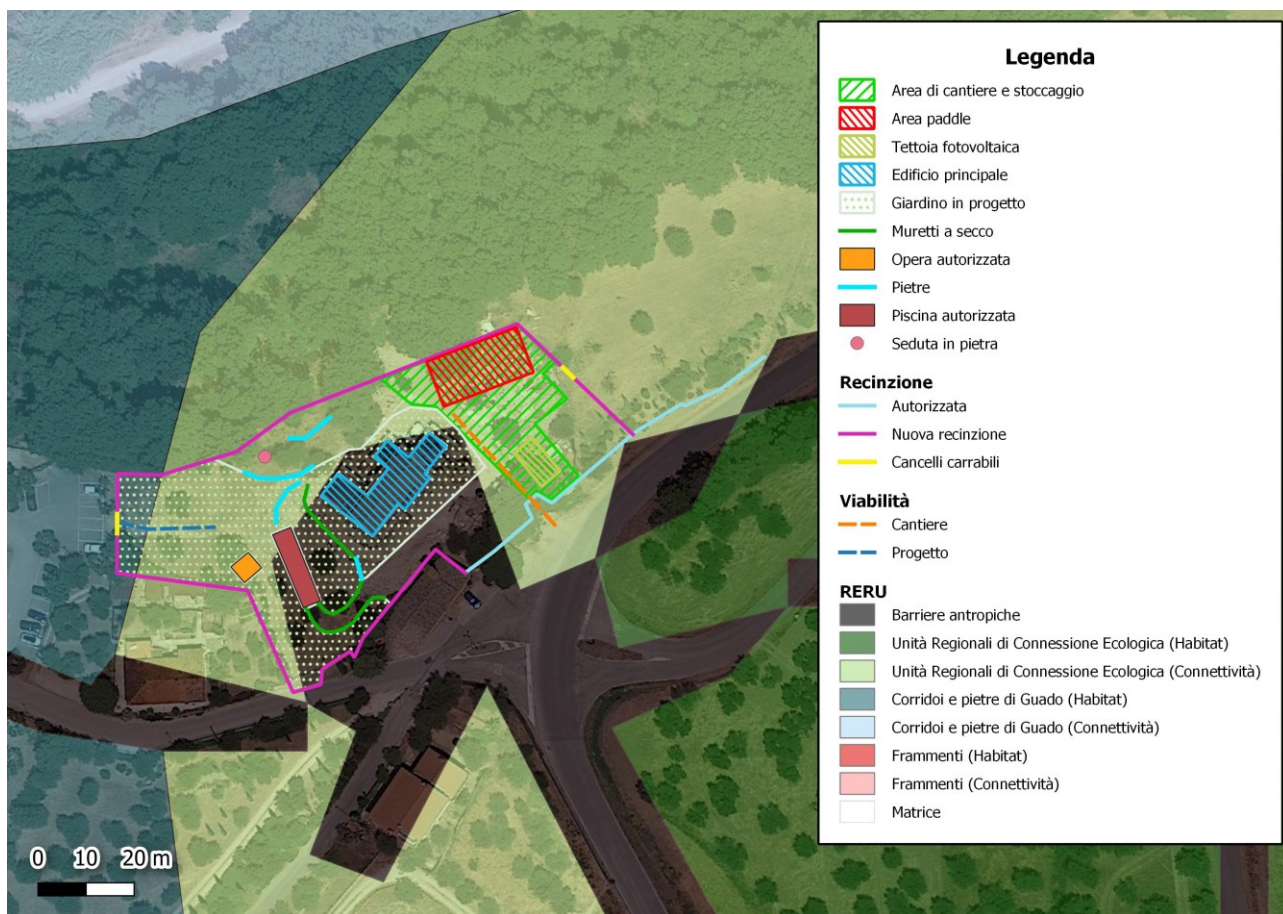 Legenda
Area di cantiere e stoccaggio
Area paddle
Tettoia fotovoltaica
Edificio principale
Giardino in progetto
Muretti a secco
Opera autorizzata
Pietre
Piscina autorizzata
Seduta in pietra
Recinzione
Autorizzata
Nuova recinzione
Cancelli carrabili
Viabilità
Cantiere
Progetto
RERU
Barriere antropiche
Unità Regionali di Connessione Ecologica (Habitat)
Unità Regionali di Connessione Ecologica (Connettività)
Corridoi e pietre di Guado (Habitat)
Corridoi e pietre di Guado (Connettività)
Frammenti (Habitat)
Frammenti (Connettività)
Matrice
0 10 20 m